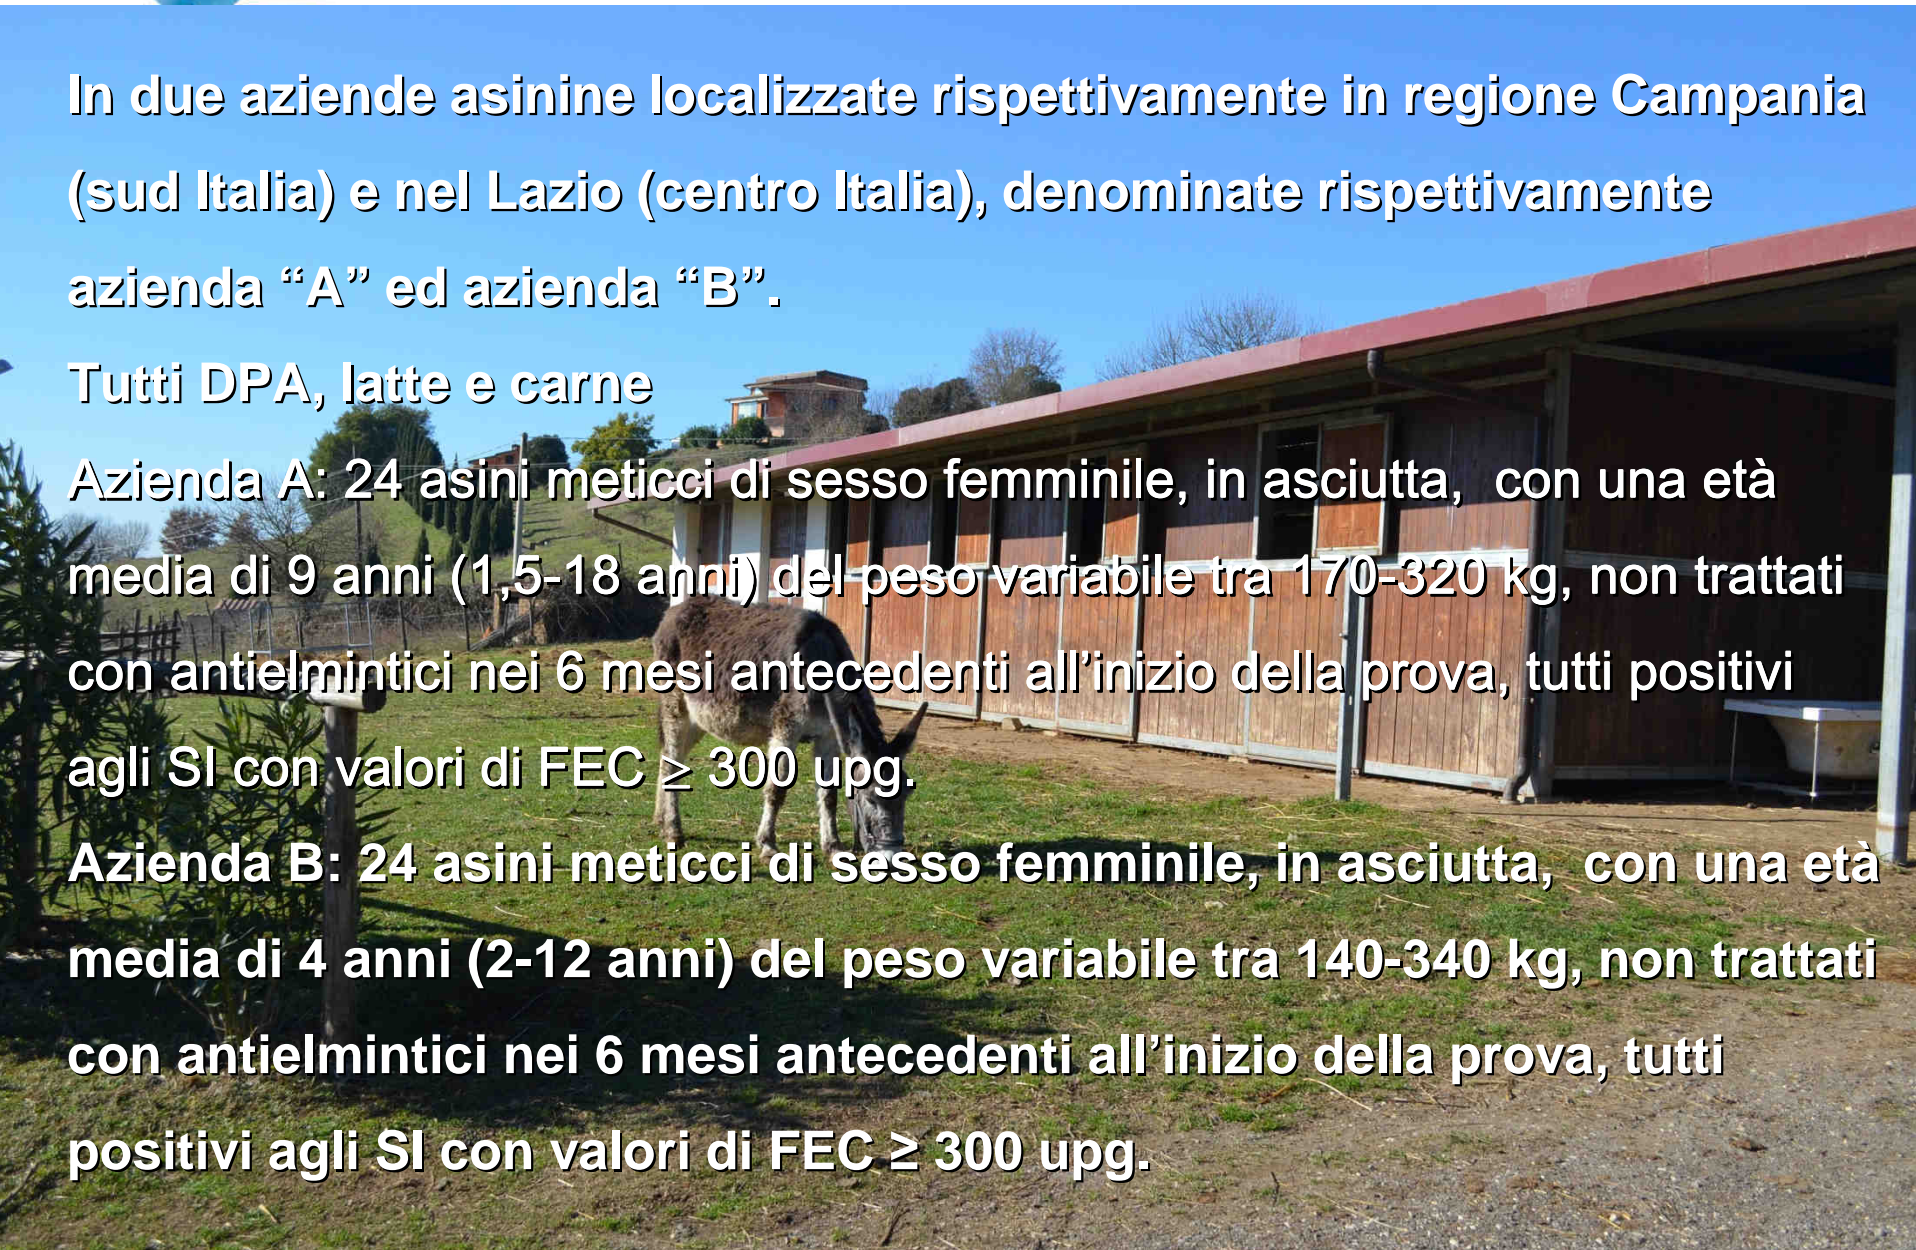 In due aziende asinine localizzate rispettivamente in regione Campania
(sud Italia) e nel Lazio (centro Italia), denominate rispettivamente
azienda “A” ed azienda “B”.
Tutti DPA, latte e carne
Azienda A: 24 asini meticci di sesso femminile, in asciutta,  con una età
media di 9 anni (1,5-18 anni) del peso variabile tra 170-320 kg, non trattati
con antielmintici nei 6 mesi antecedenti all’inizio della prova, tutti positivi
agli SI con valori di FEC ≥ 300 upg.
Azienda B: 24 asini meticci di sesso femminile, in asciutta,  con una età
media di 4 anni (2-12 anni) del peso variabile tra 140-340 kg, non trattati
con antielmintici nei 6 mesi antecedenti all’inizio della prova, tutti
positivi agli SI con valori di FEC ≥ 300 upg.